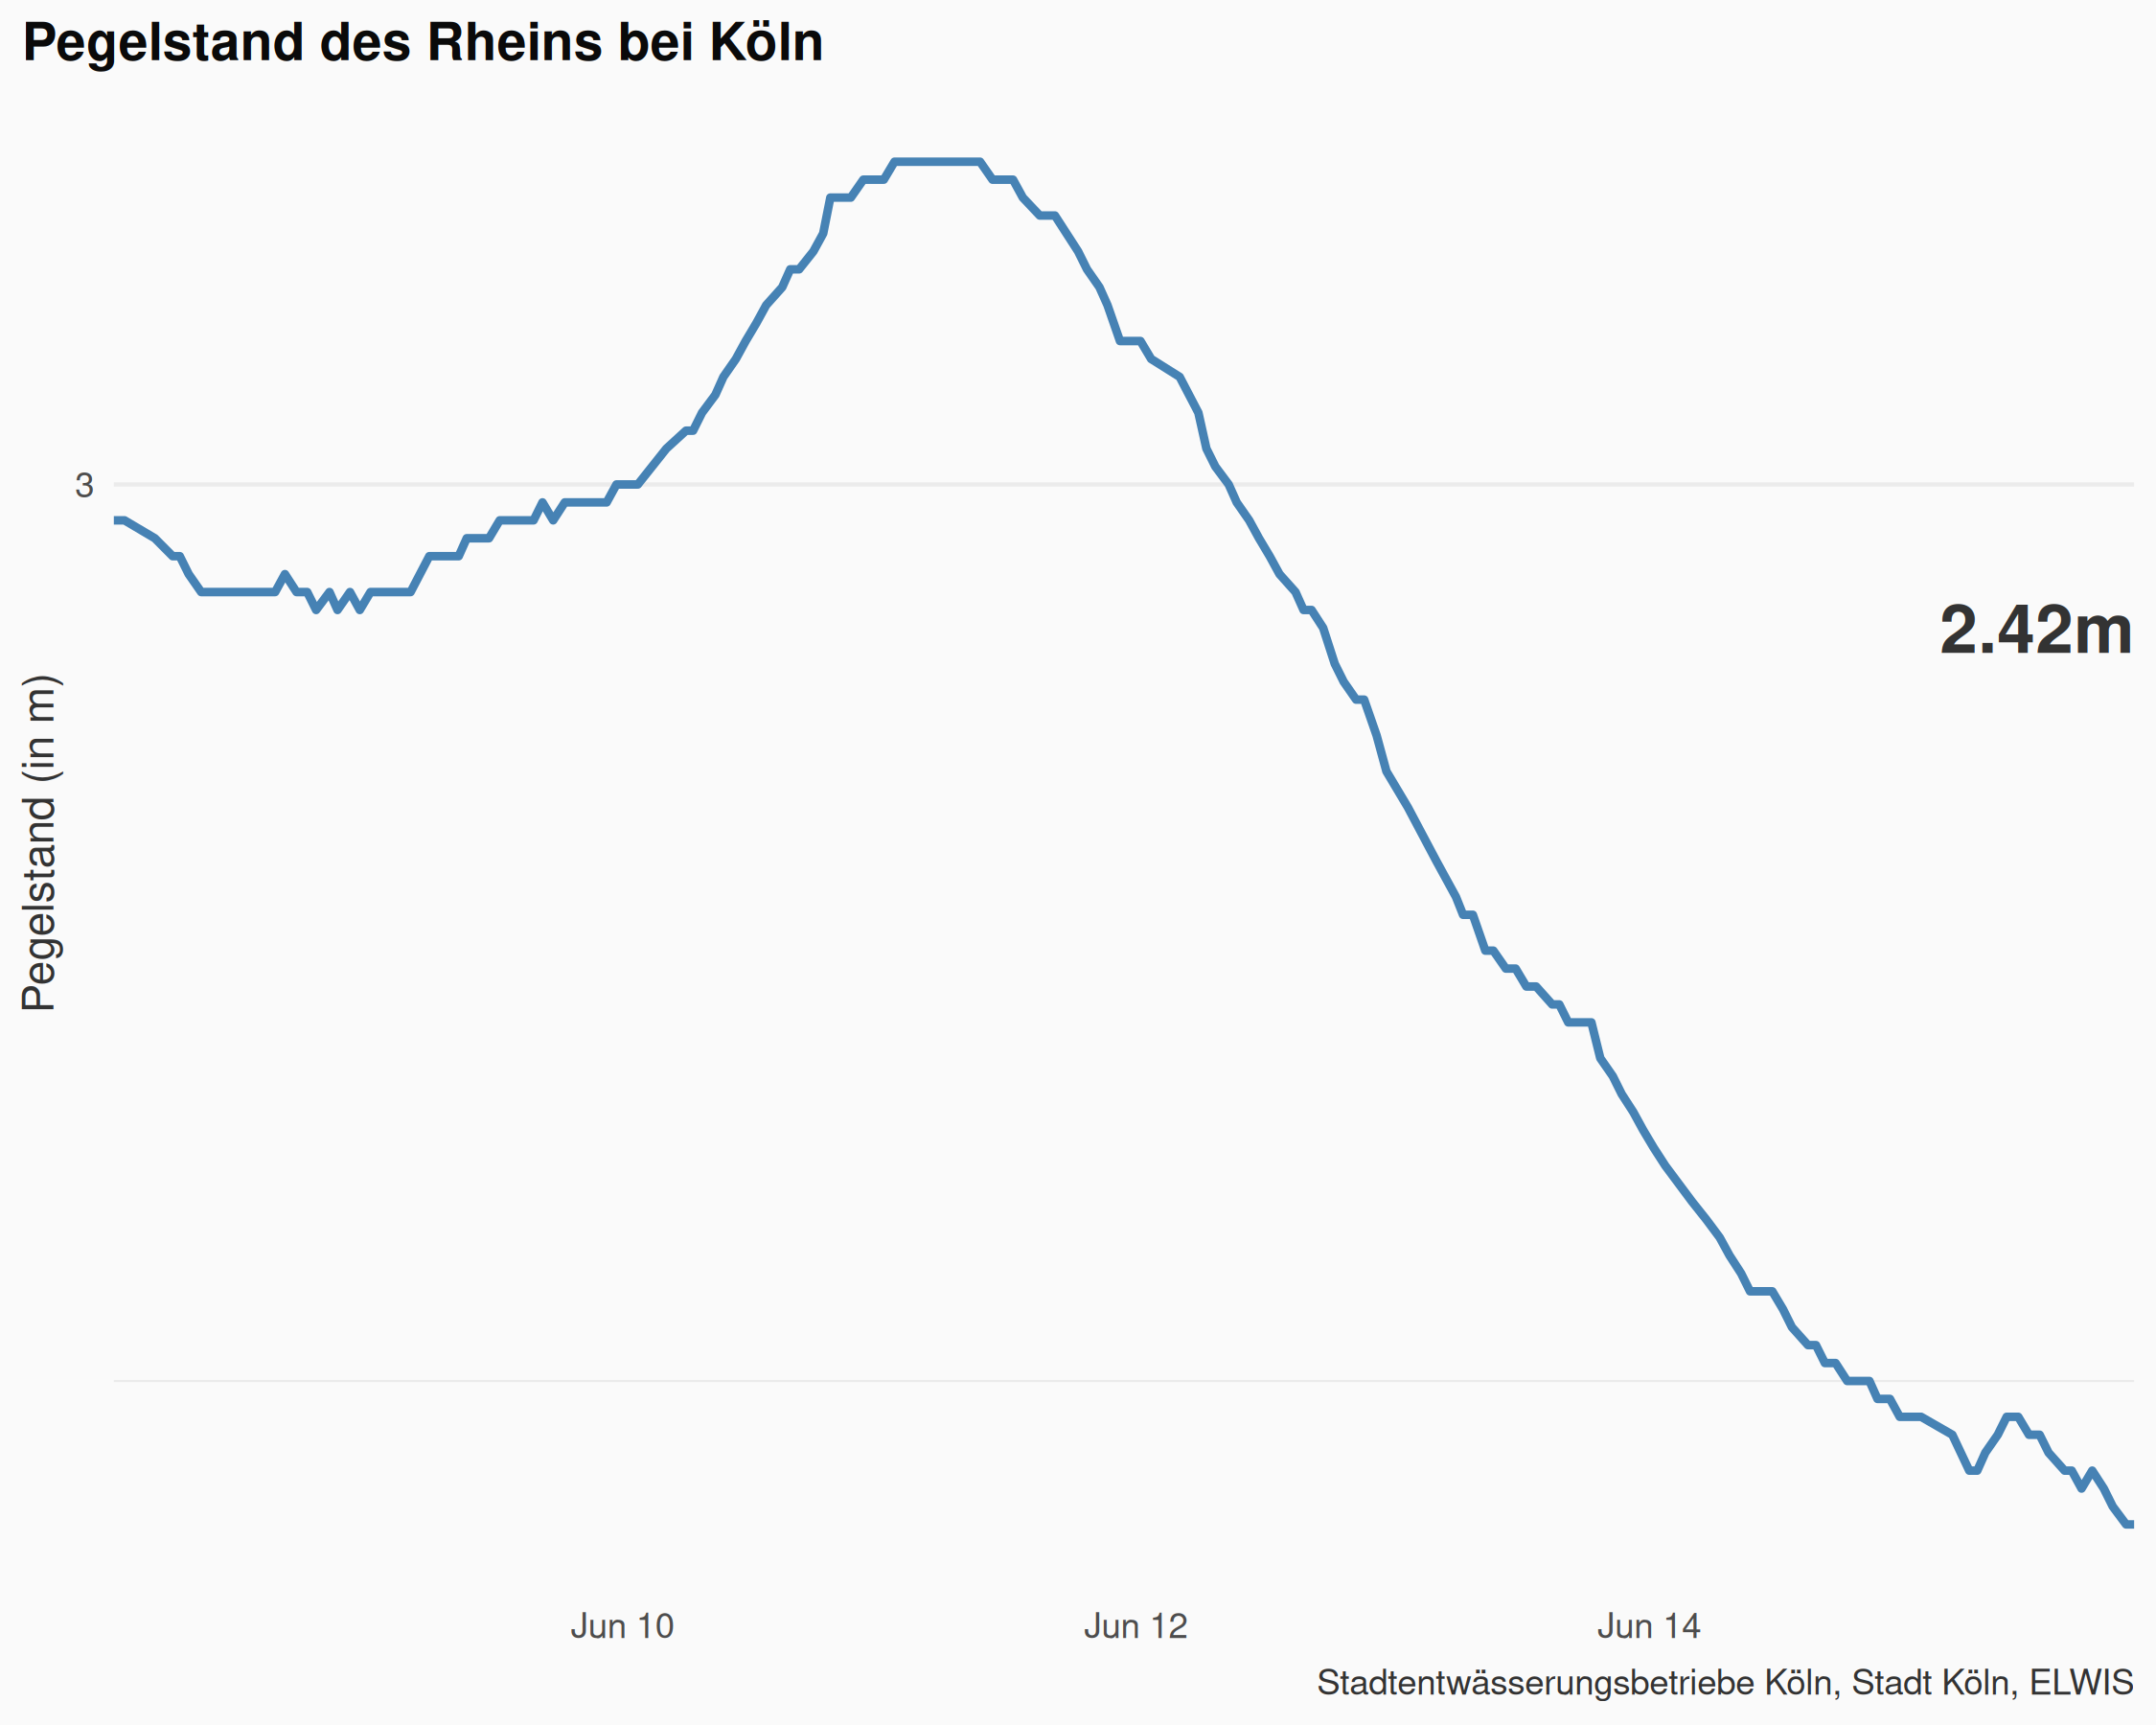 Pegelstand des Rheins bei Köln
3
2.42m
Pegelstand (in m)
Jun 10
Jun 12
Jun 14
Stadtentwässerungsbetriebe Köln, Stadt Köln, ELWIS